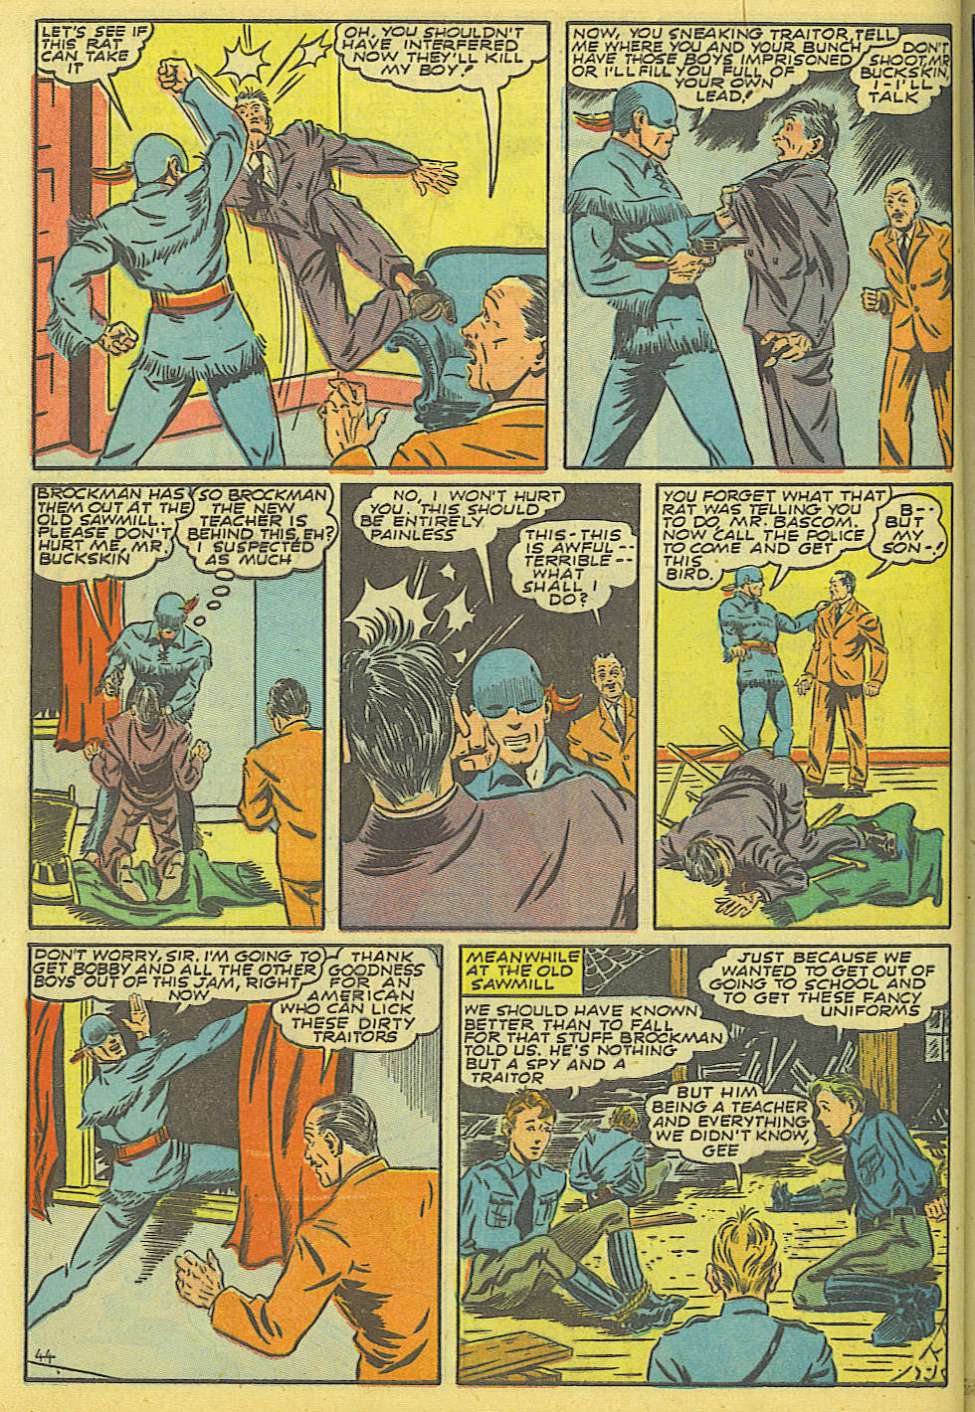 LET'S SEE IF
THIS RAT
CAN TAKE
IT
OH, YOU SHOULDN'T
HAVE INTERFERED
NOW THEY'LL KILL
MY BOY!
NOW, YOU SNEAKING TRAITOR, TELL
ME WHERE YOU AND YOUR BUNCH
HAVE THOSE BOYS IMPRISONED
OR I'LL FILL YOU FULL OF
YOUR OWN
LEAD!
DON'T
SHOOT, MR.
BUCKSKIN,
I-I'LL
TALK
BROCKMAN HAS
THEM OUT AT THE
OLD SAWMILL.
PLEASE DON'T
HURT ME, MR.
BUCKSKIN
SO BROCKMAN
THE NEW
TEACHER IS
BEHIND THIS, EH?
I SUSPECTED
AS MUCH
NO, I WON'T HURT
YOU. THIS SHOULD
BE ENTIRELY
PAINLESS
THIS-THIS
IS AWFUL--
TERRIBLE--
WHAT
SHALL I
DO?
YOU FORGET WHAT THAT
RAT WAS TELLING YOU
TO DO, MR. BASCOM.
NOW CALL THE POLICE
TO COME AND GET
THIS
BIRD.
B--
BUT
MY
SON-!
DON'T WORRY, SIR. I'M GOING TO
GET BOBBY AND ALL THE OTHER
BOYS OUT OF THIS JAM, RIGHT
NOW
THANK
GOODNESS
FOR AN
AMERICAN
WHO CAN LICK
THESE DIRTY
TRAITORS
44
MEANWHILE
AT THE OLD
SAWMILL
WE SHOULD HAVE KNOWN
BETTER THAN TO FALL
FOR THAT STUFF BROCKMAN
TOLD US. HE'S NOTHING
BUT A SPY AND A
TRAITOR
JUST BECAUSE WE
WANTED TO GET OUT OF
GOING TO SCHOOL AND
TO GET THESE FANCY
UNIFORMS
BUT HIM
BEING A TEACHER
AND EVERYTHING
WE DIDN'T KNOW,
GEE